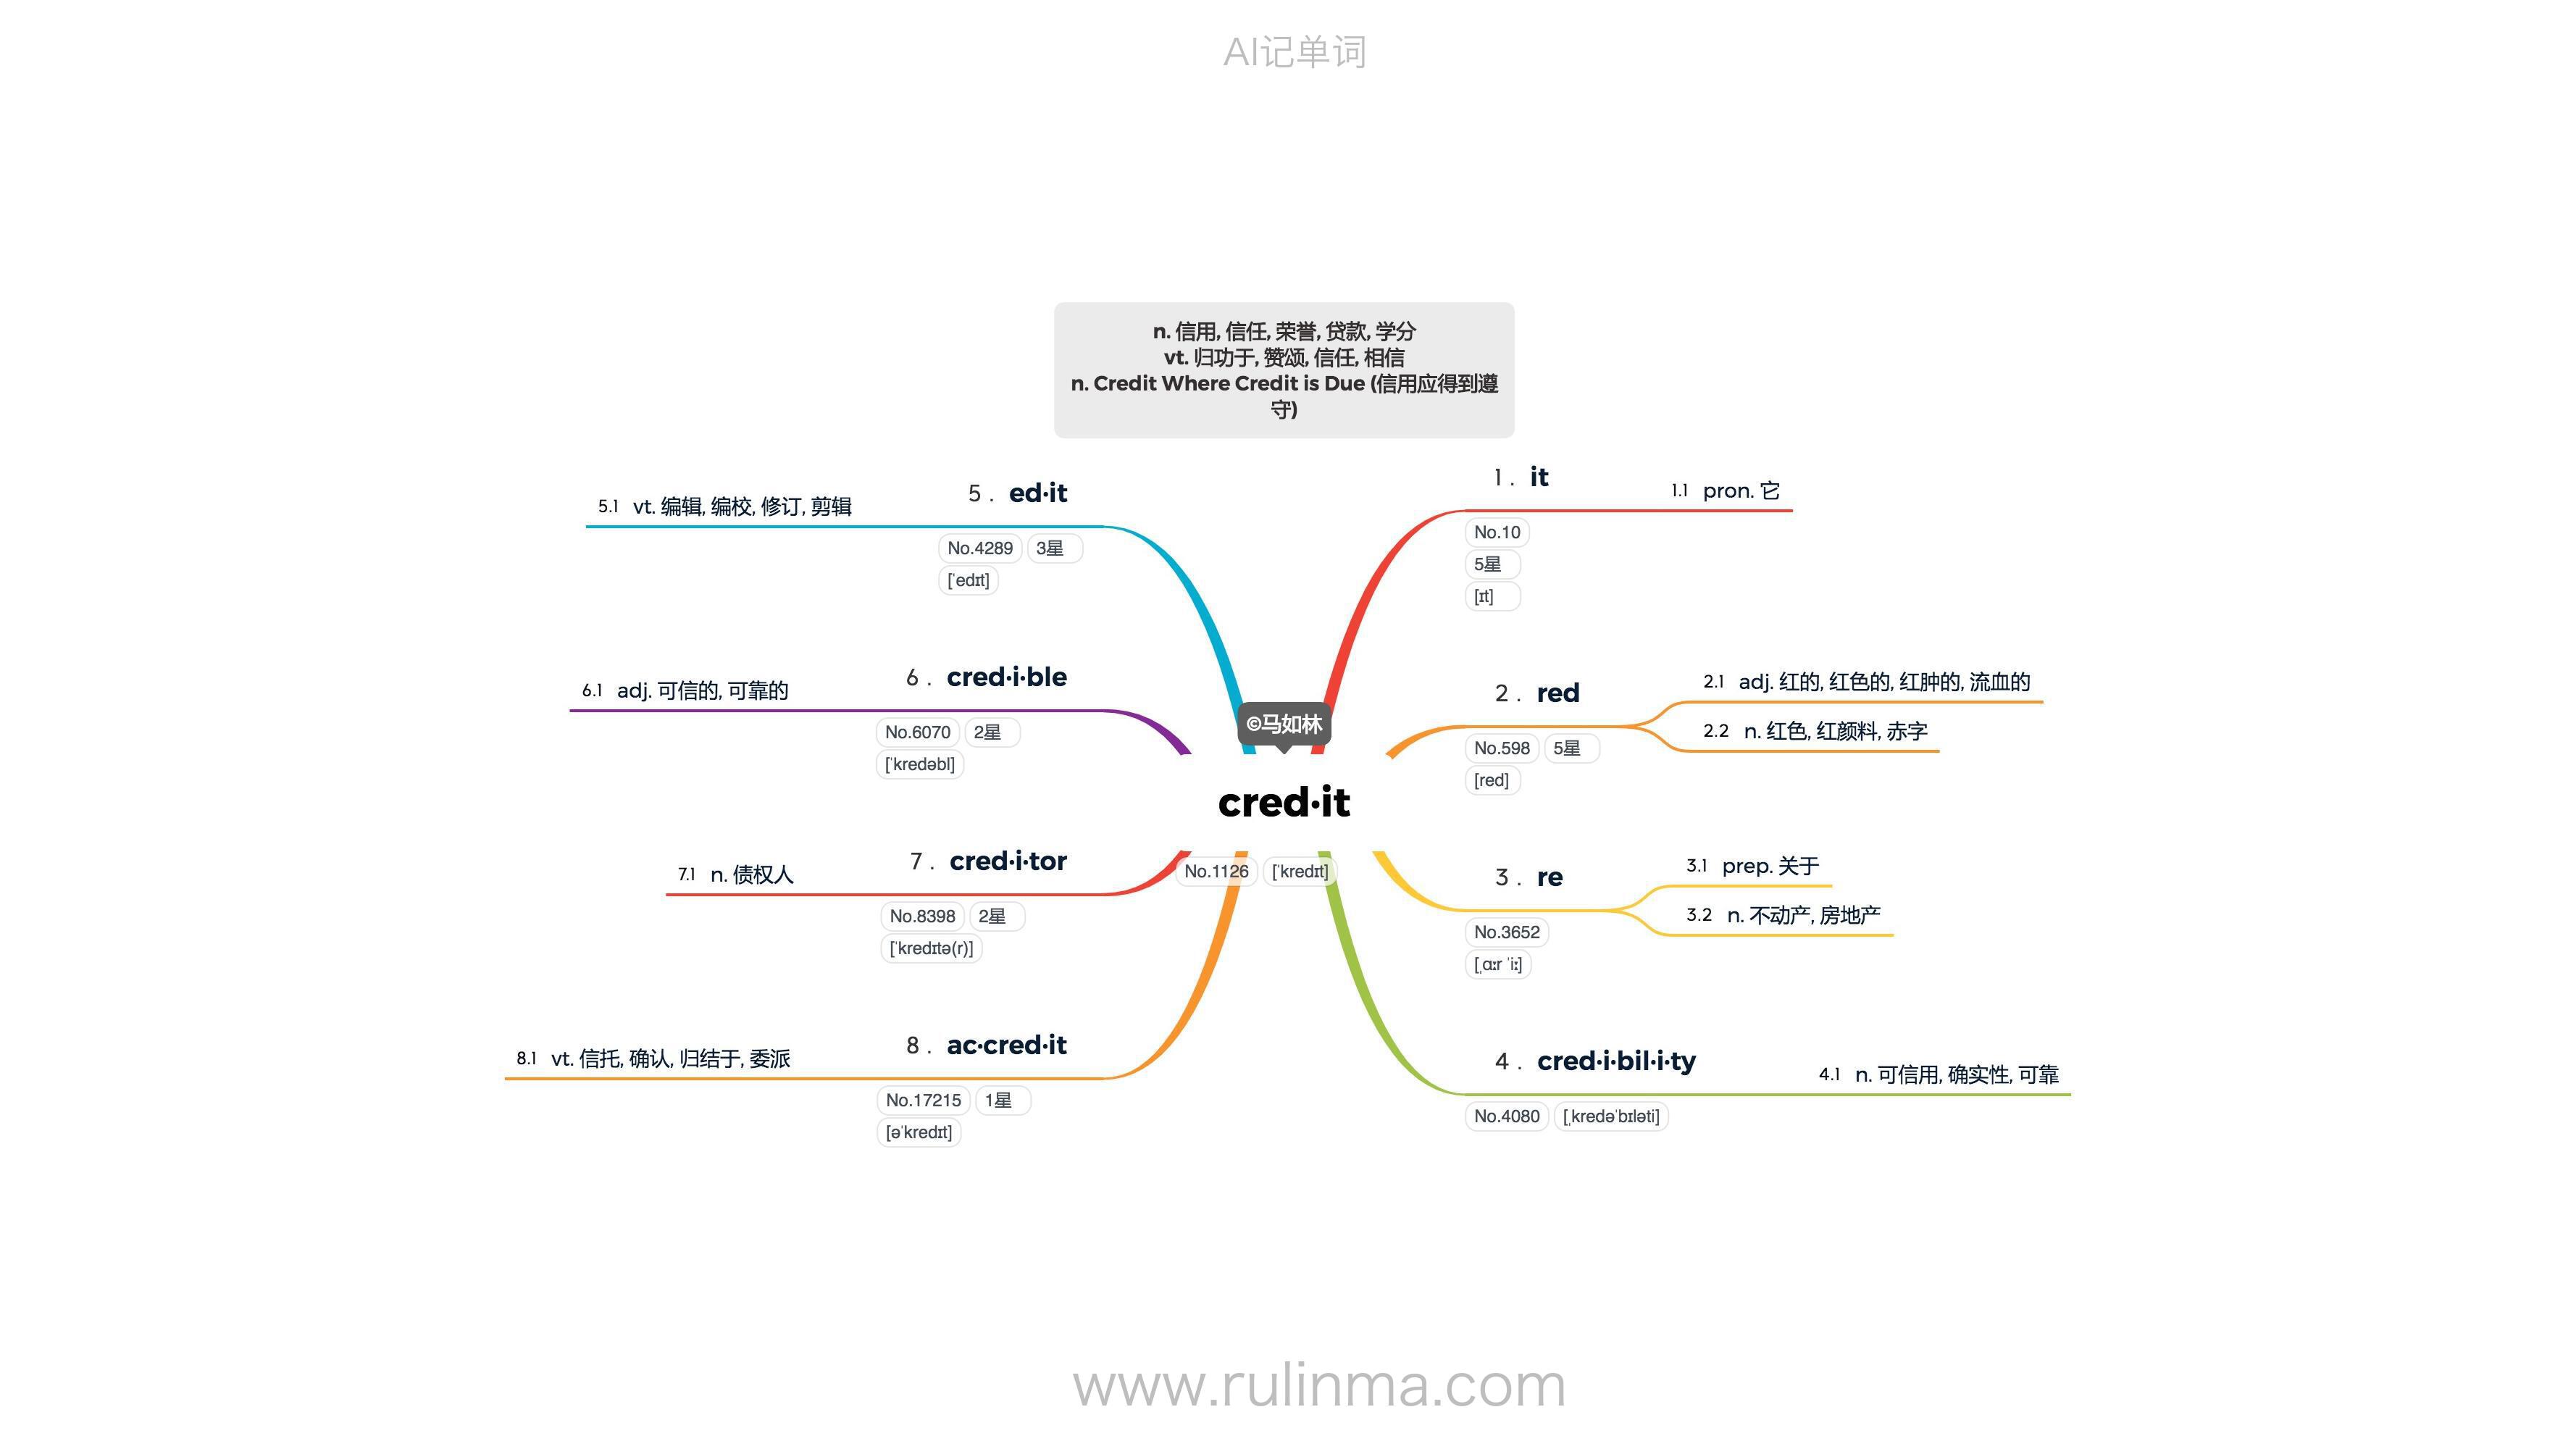 AI记单词
n. 信用, 信任, 荣誉, 贷款, 学分
vt. 归功于, 赞颂, 信任, 相信
n. Credit Where Credit is Due (信用应得到遵
守)
©马如林
cred·it
No.1126 [ˈkredɪt]
1. it
No.10
5星
[ɪt]
1.1 pron. 它
2. red
No.598 5星
[red]
2.1 adj. 红的, 红色的, 红肿的, 流血的
2.2 n. 红色, 红颜料, 赤字
3. re
No.3652
[ˌɑːr ˈiː]
3.1 prep. 关于
3.2 n. 不动产, 房地产
4. cred·i·bil·i·ty
No.4080 [ˌkredəˈbɪləti]
4.1 n. 可信用, 确实性, 可靠
5. ed·it
No.4289 3星
[ˈedɪt]
5.1 vt. 编辑, 编校, 修订, 剪辑
6. cred·i·ble
No.6070 2星
[ˈkredəbl]
6.1 adj. 可信的, 可靠的
7. cred·i·tor
No.8398 2星
[ˈkredɪtə(r)]
7.1 n. 债权人
8. ac·cred·it
No.17215 1星
[əˈkredɪt]
8.1 vt. 信托, 确认, 归结于, 委派
www.rulinma.com